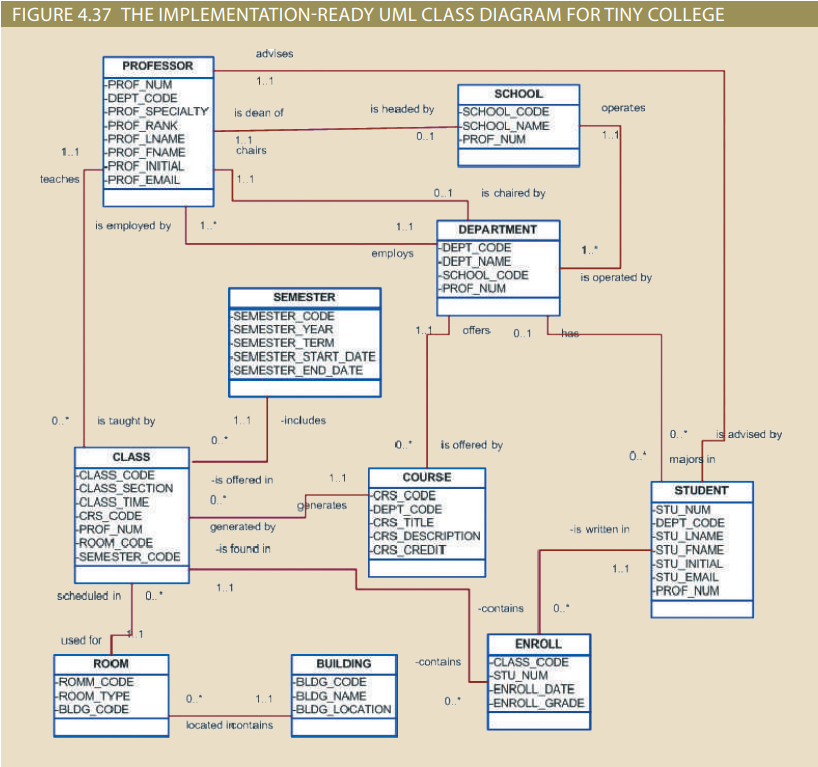 FIGURE 4.37 THE IMPLEMENTATION-READY UML CLASS DIAGRAM FOR TINY COLLEGE
advises
1..1
PROFESSOR
-PROF_NUM
-DEPT_CODE
-PROF_SPECIALTY
-PROF_RANK
-PROF_LNAME
-PROF_FNAME
-PROF_INITIAL
-PROF_EMAIL
is dean of
1..1
is headed by
0..1
SCHOOL
-SCHOOL_CODE
-SCHOOL_NAME
-PROF_NUM
operates
1..1
chairs
1..1
1..1
teaches
0..1
is chaired by
is employed by
1..*
1..1
employs
DEPARTMENT
-DEPT_CODE
-DEPT_NAME
-SCHOOL_CODE
-PROF_NUM
1..*
is operated by
SEMESTER
-SEMESTER_CODE
-SEMESTER_YEAR
-SEMESTER_TERM
-SEMESTER_START_DATE
-SEMESTER_END_DATE
1..1
offers
0..1
has
0..*
is taught by
1..1
-includes
0..*
0..*
is offered by
0..*
is advised by
0..*
majors in
CLASS
-CLASS_CODE
-CLASS_SECTION
-CLASS_TIME
-CRS_CODE
-PROF_NUM
-ROOM_CODE
-SEMESTER_CODE
-is offered in
0..*
1..1
generates
generated by
-is found in
1..1
COURSE
-CRS_CODE
-DEPT_CODE
-CRS_TITLE
-CRS_DESCRIPTION
-CRS_CREDIT
STUDENT
-STU_NUM
-DEPT_CODE
-STU_LNAME
-STU_FNAME
-STU_INITIAL
-STU_EMAIL
-PROF_NUM
-is written in
1..1
scheduled in
0..*
-contains
0..*
used for
1..1
ROOM
-ROMM_CODE
-ROOM_TYPE
-BLDG_CODE
0..*
1..1
located in
contains
BUILDING
-BLDG_CODE
-BLDG_NAME
-BLDG_LOCATION
-contains
0..*
ENROLL
-CLASS_CODE
-STU_NUM
-ENROLL_DATE
-ENROLL_GRADE